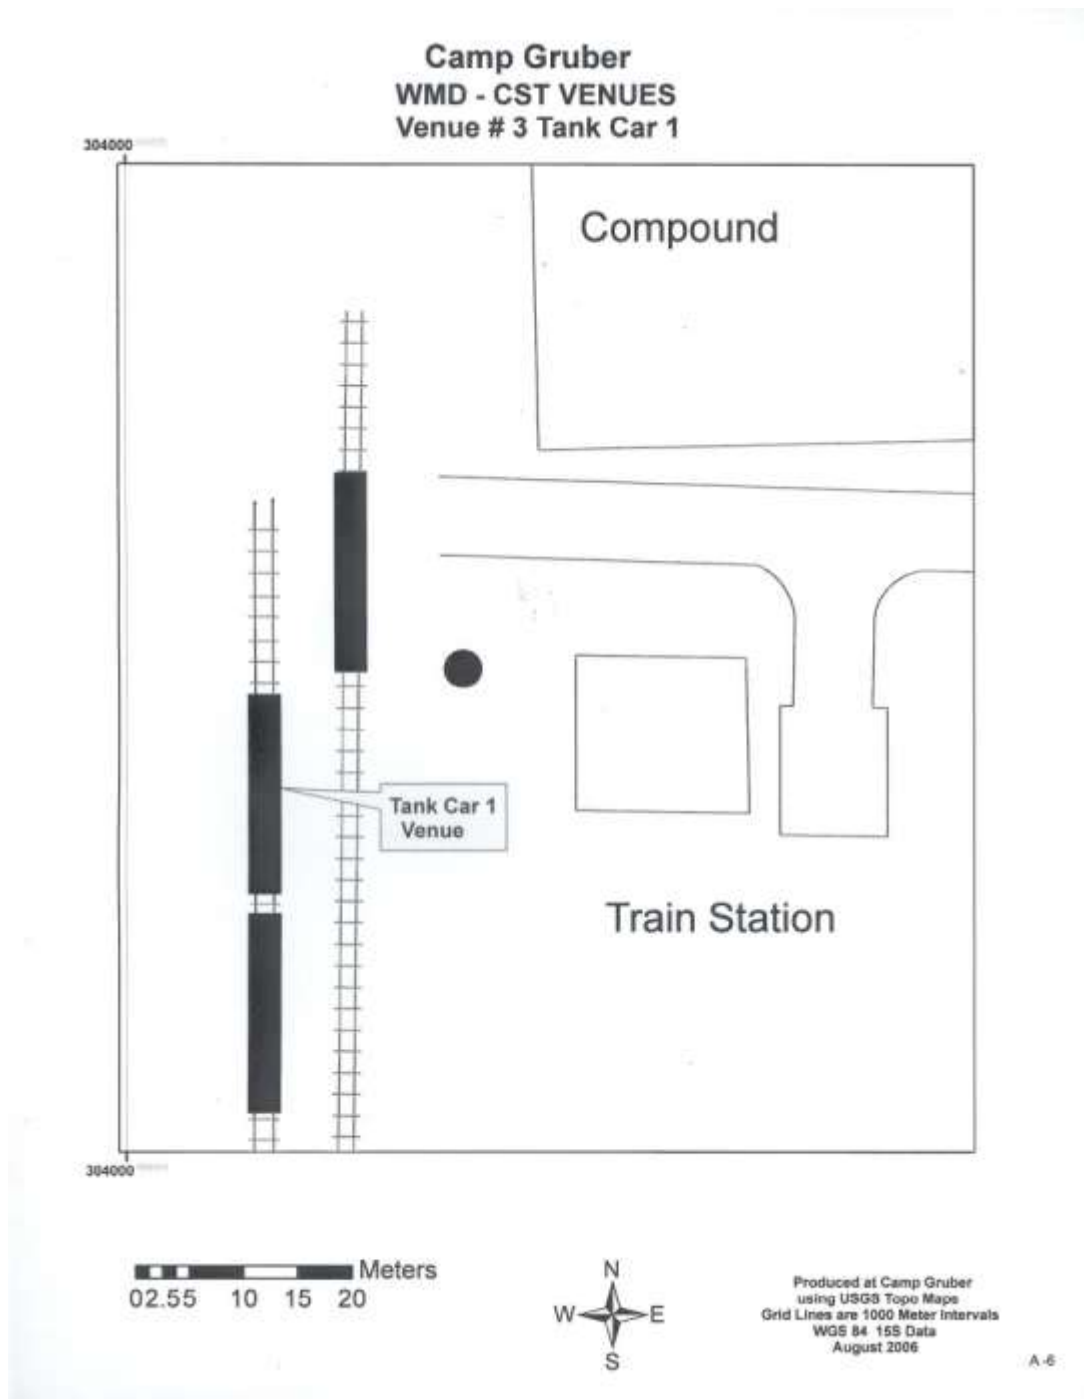 Camp Gruber
WMD - CST VENUES
Venue # 3 Tank Car 1
304000
Compound
Tank Car 1
Venue
Train Station
304000
Meters
02.55 10 15 20
N
W E
S
Produced at Camp Gruber
using USGS Topo Maps
Grid Lines are 1000 Meter Intervals
WGS 84 15S Data
August 2006
A-6